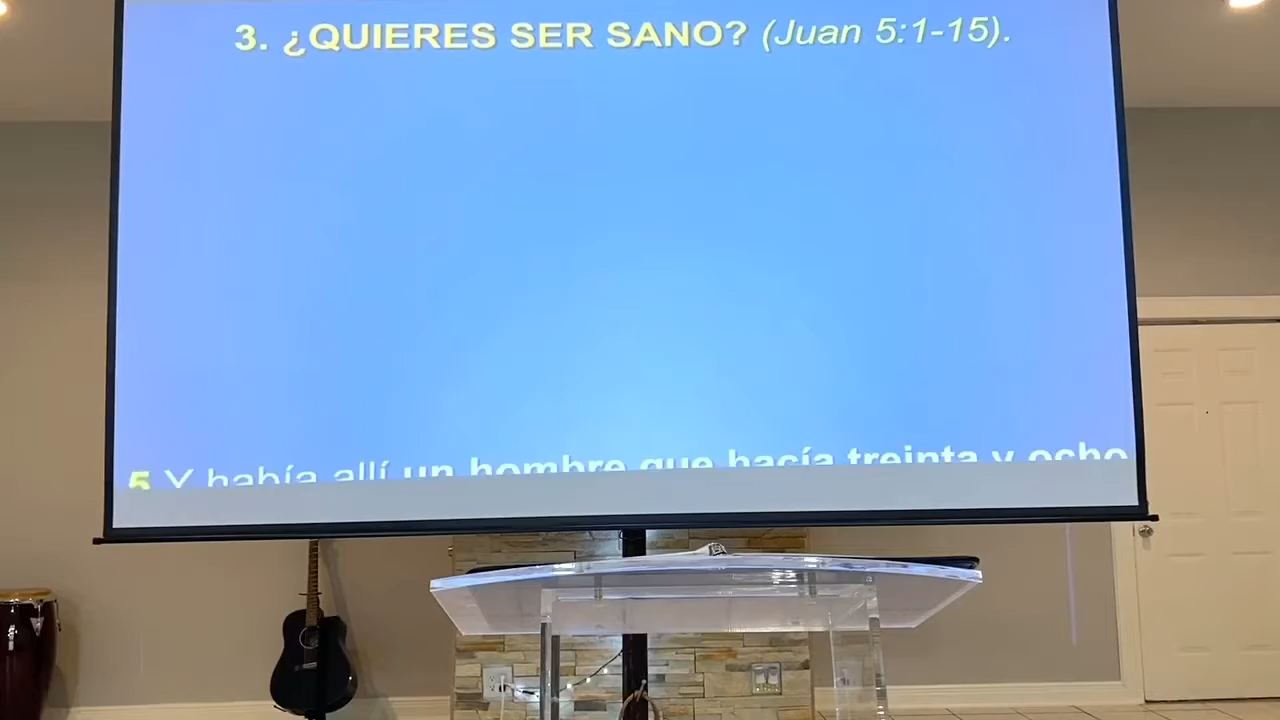 3. ¿QUIERES SER SANO? (Juan 5:1-15).
5 Y había allí un hombre que hacía treinta y ocho